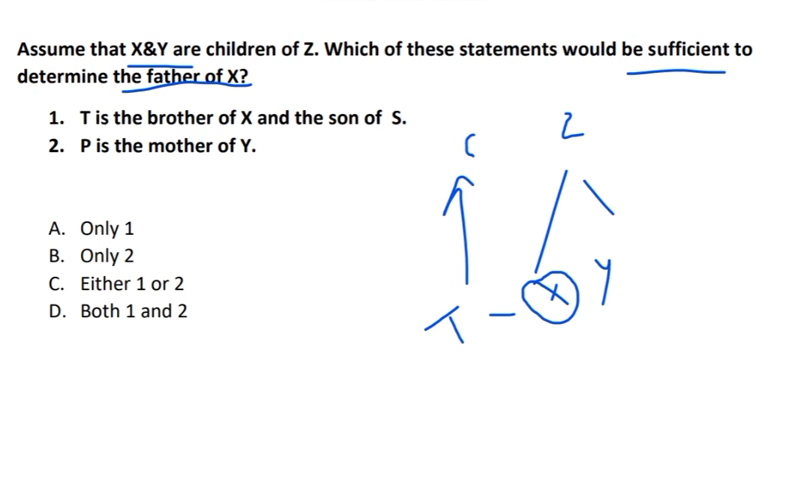 Assume that X&Y are children of Z. Which of these statements would be sufficient to
determine the father of X?
1. T is the brother of X and the son of S.
2. P is the mother of Y.
A. Only 1
B. Only 2
C. Either 1 or 2
D. Both 1 and 2
Z
T - X Y